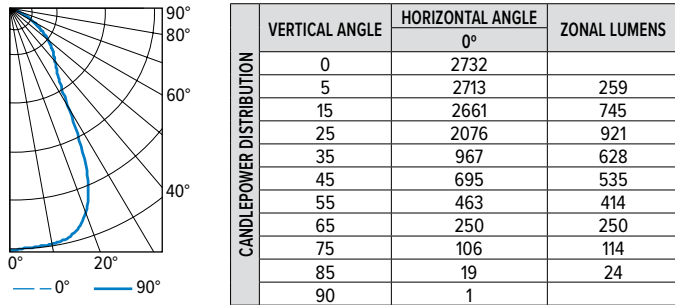 90°
80°
60°
40°
0° 20°
0° 90°
CANDLEPOWER DISTRIBUTION
VERTICAL ANGLE HORIZONTAL ANGLE ZONAL LUMENS
0º
0 2732
5 2713 259
15 2661 745
25 2076 921
35 967 628
45 695 535
55 463 414
65 250 250
75 106 114
85 19 24
90 1